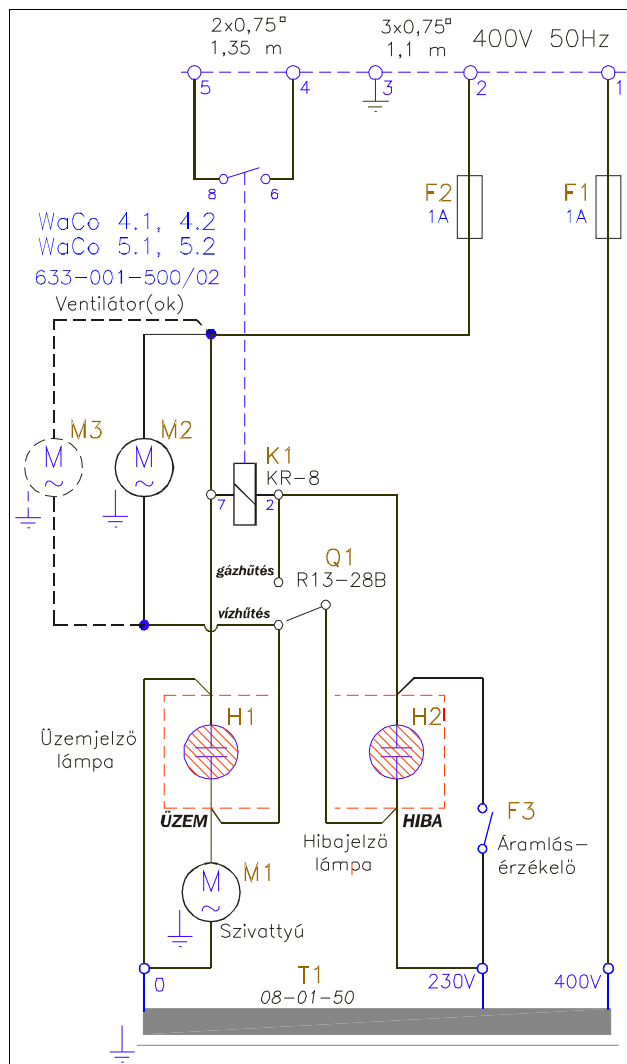 2x0,75□
1,35 m
3x0,75□
1,1 m
400V 50Hz
5
4
3
2
1
8
6
F2
1A
F1
1A
WaCo 4.1, 4.2
WaCo 5.1, 5.2
633-001-500/02
Ventilátor(ok)
M3
M
~
M2
M
~
K1
KR-8
7
2
gázhűtés
Q1
R13-28B
vízhűtés
H1
H2
Üzemjelző
lámpa
ÜZEM
Hibajelző
lámpa
HIBA
F3
Áramlás-
érzékelő
M1
M
~
Szivattyú
0
T1
08-01-50
230V
400V